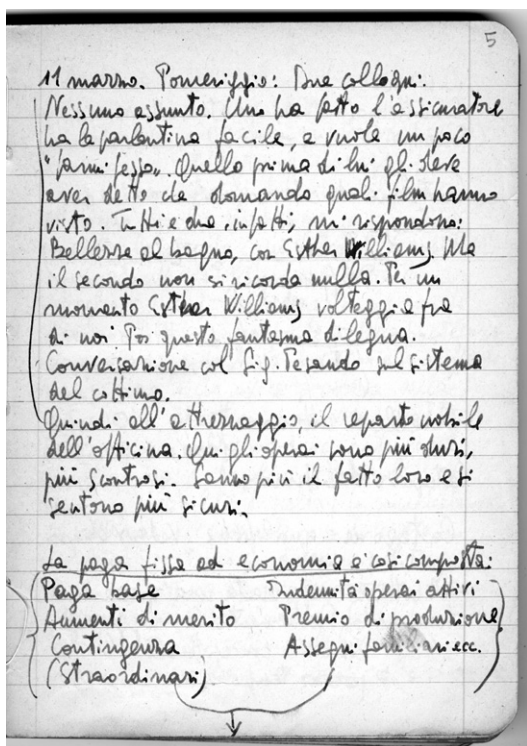 5
11 marzo. Pomeriggio: Due colloqui.
Nessuno assunto. Uno ha fatto l'assicuratore
ha la parlantina facile, e vuole un poco
"farmi fesso". Quello prima di lui gli deve
aver detto che domando quali film hanno
visto. Tutti e due, infatti, mi rispondono:
Bellezze al bagno, con Esther Williams. Ma
il secondo non si ricorda nulla. Per un
momento Esther Williams volteggia fra
di noi. Poi questo fantasma dilegua.
Conversazione col Sig. Pesando sul sistema
del cottimo.
Quindi all'attrezzaggio, il reparto nobile
dell'officina. Qui gli operai sono più duri,
più scontrosi. Sanno più il fatto loro e si
sentono più sicuri.
La paga fissa ad economia è così composta:
Paga base Indennità operai attivi
Aumenti di merito Premio di produzione
Contingenza Assegni familiari ecc.
(Straordinari)